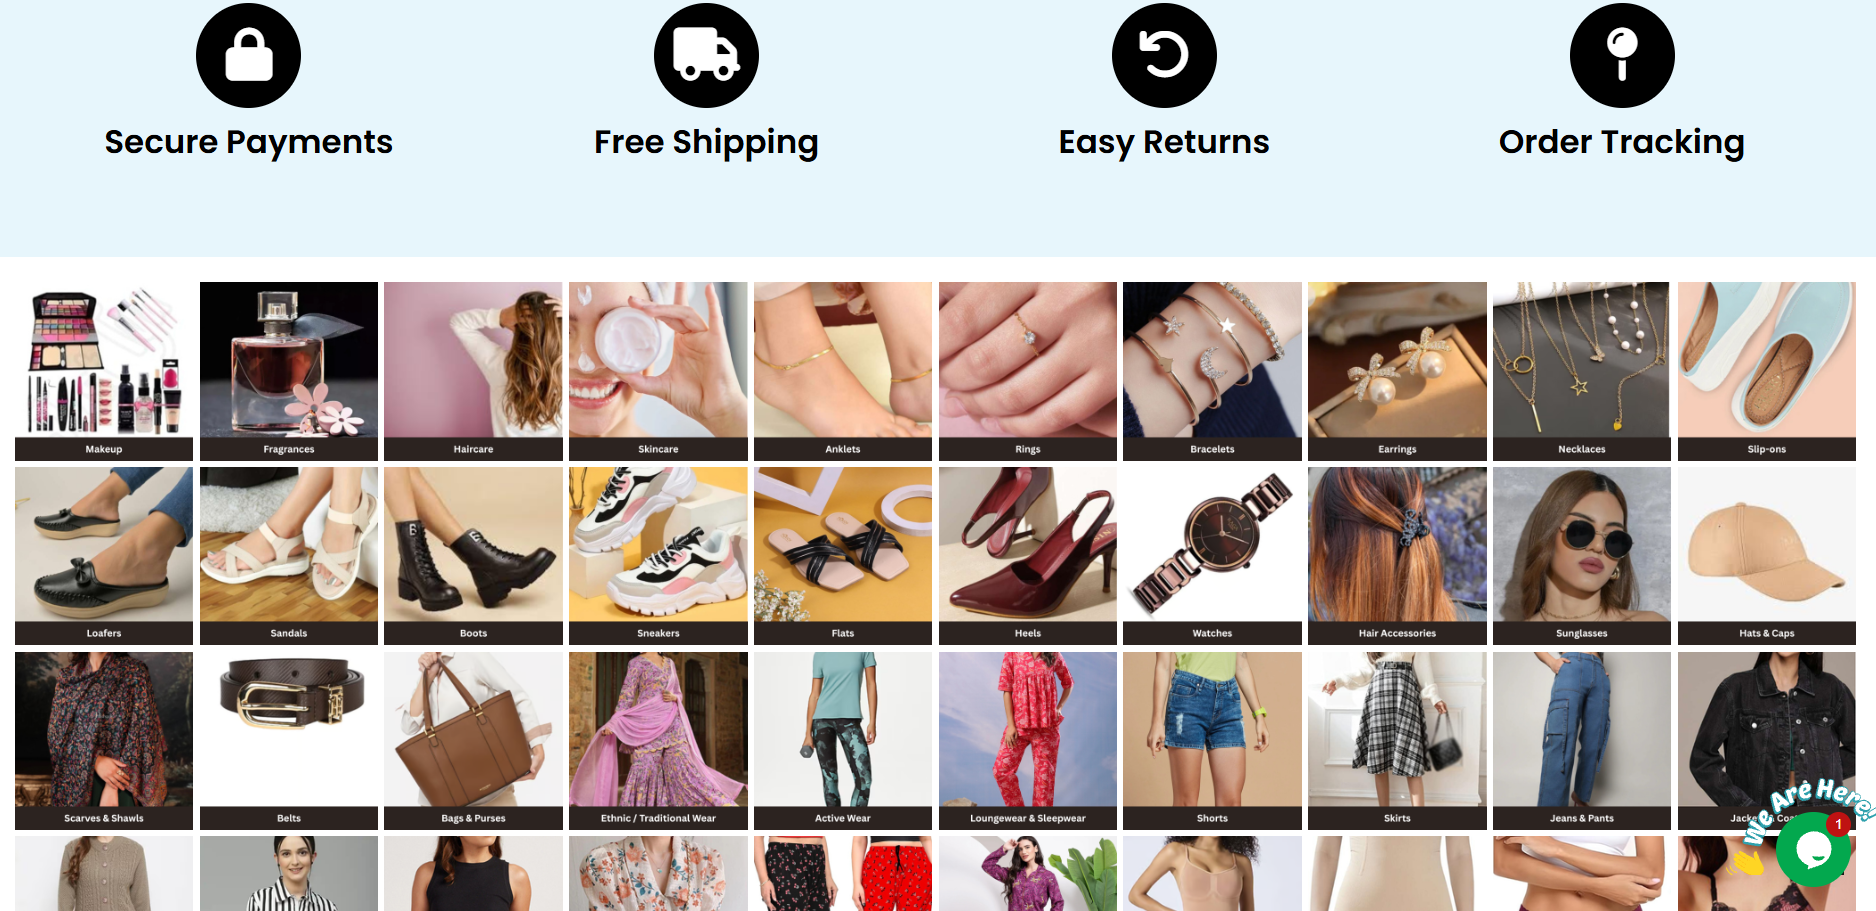 Secure Payments
Free Shipping
Easy Returns
Order Tracking
Makeup
Fragrances
Haircare
Skincare
Anklets
Rings
Bracelets
Earrings
Necklaces
Slip-ons
Loafers
Sandals
Boots
Sneakers
Flats
Heels
Watches
Hair Accessories
Sunglasses
Hats & Caps
Scarves & Shawls
Belts
Bags & Purses
Ethnic / Traditional Wear
Active Wear
Loungewear & Sleepwear
Shorts
Skirts
Jeans & Pants
We Are Here!
1